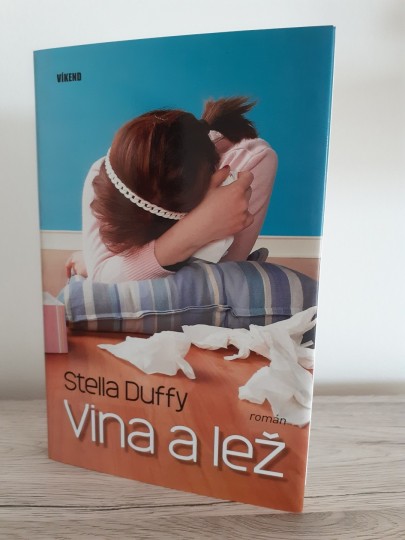 VÍKEND
Stella Duffy
román
Vina a lež